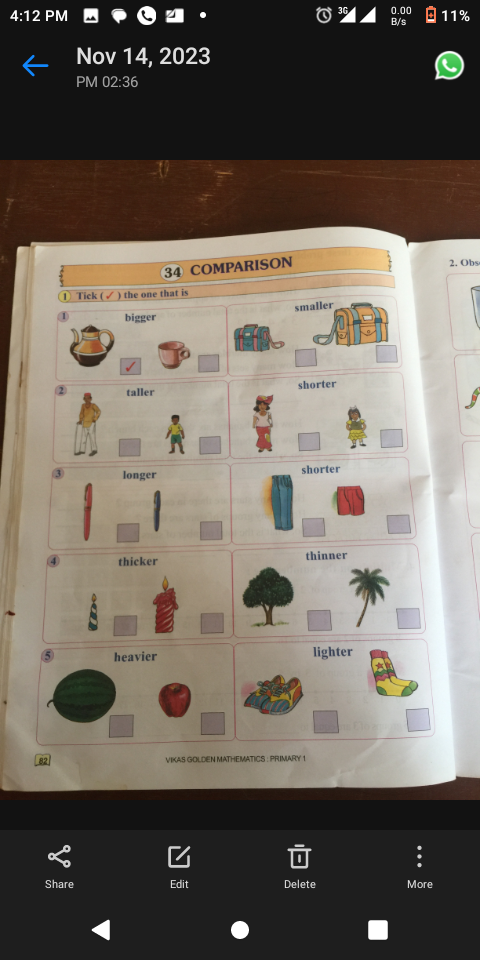 4:12 PM
3G
0.00 B/s
11%
Nov 14, 2023
PM 02:36
34 COMPARISON
1 Tick (✓) the one that is
2. Obs
1
bigger
smaller
2
taller
shorter
3
longer
shorter
4
thicker
thinner
5
heavier
lighter
82
VIKAS GOLDEN MATHEMATICS : PRIMARY 1
Share
Edit
Delete
More